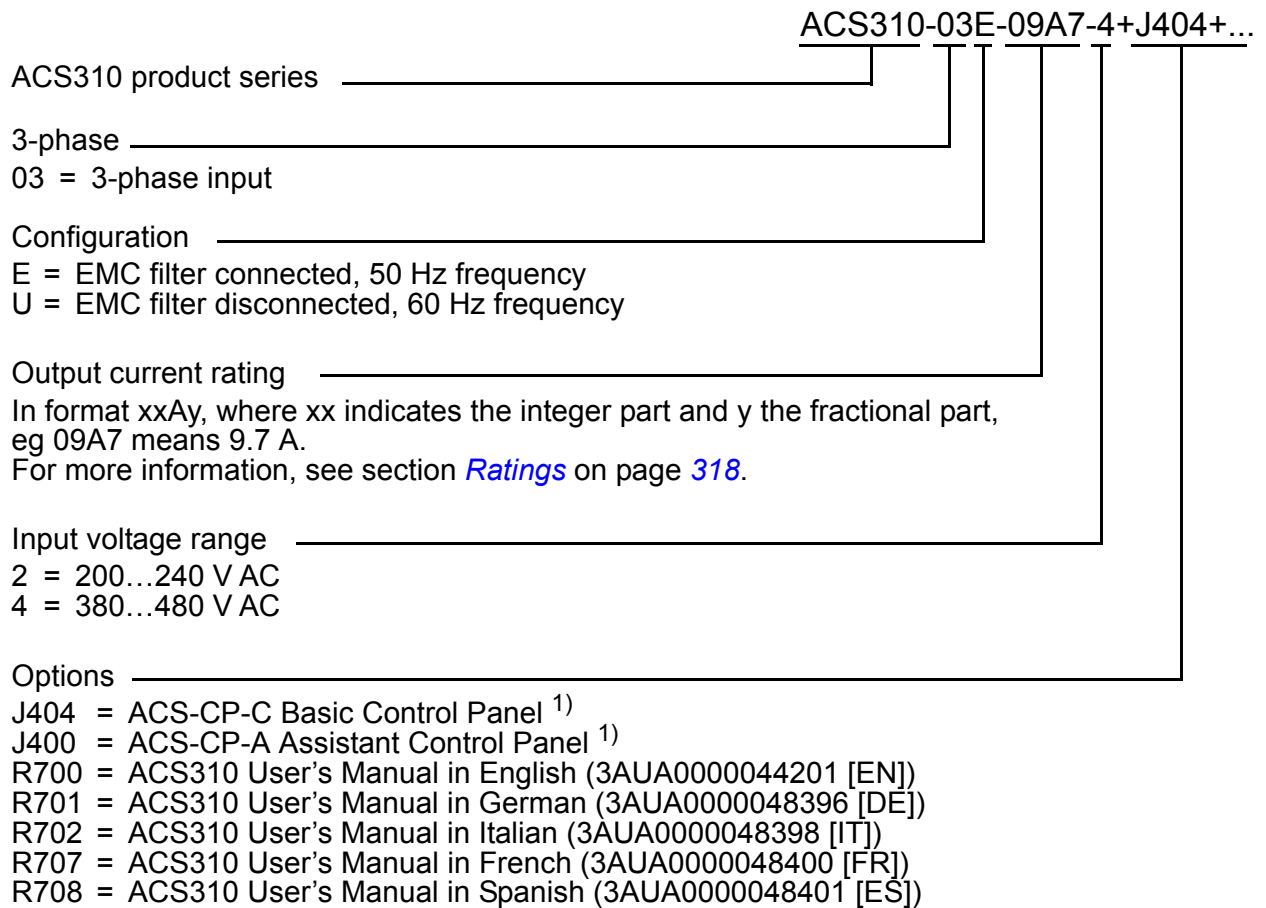 ACS310-03E-09A7-4+J404+...
ACS310 product series
3-phase
03 = 3-phase input
Configuration
E = EMC filter connected, 50 Hz frequency
U = EMC filter disconnected, 60 Hz frequency
Output current rating
In format xxAy, where xx indicates the integer part and y the fractional part,
eg 09A7 means 9.7 A.
For more information, see section Ratings on page 318.
Input voltage range
2 = 200…240 V AC
4 = 380…480 V AC
Options
J404 = ACS-CP-C Basic Control Panel 1)
J400 = ACS-CP-A Assistant Control Panel 1)
R700 = ACS310 User’s Manual in English (3AUA0000044201 [EN])
R701 = ACS310 User’s Manual in German (3AUA0000048396 [DE])
R702 = ACS310 User’s Manual in Italian (3AUA0000048398 [IT])
R707 = ACS310 User’s Manual in French (3AUA0000048400 [FR])
R708 = ACS310 User’s Manual in Spanish (3AUA0000048401 [ES])